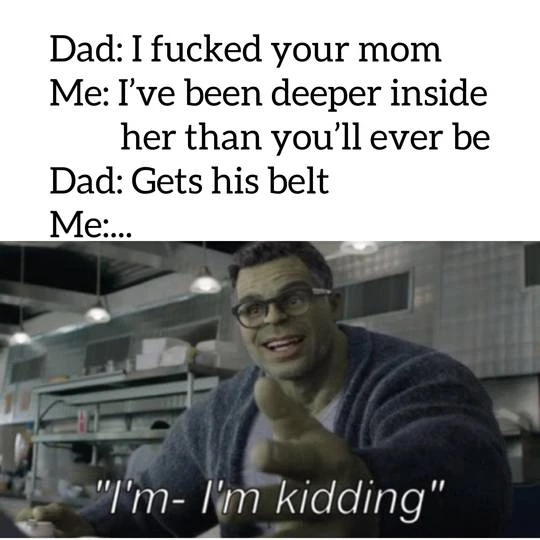 Dad: I fucked your mom
Me: I’ve been deeper inside
her than you’ll ever be
Dad: Gets his belt
Me:...
"I'm- I'm kidding"